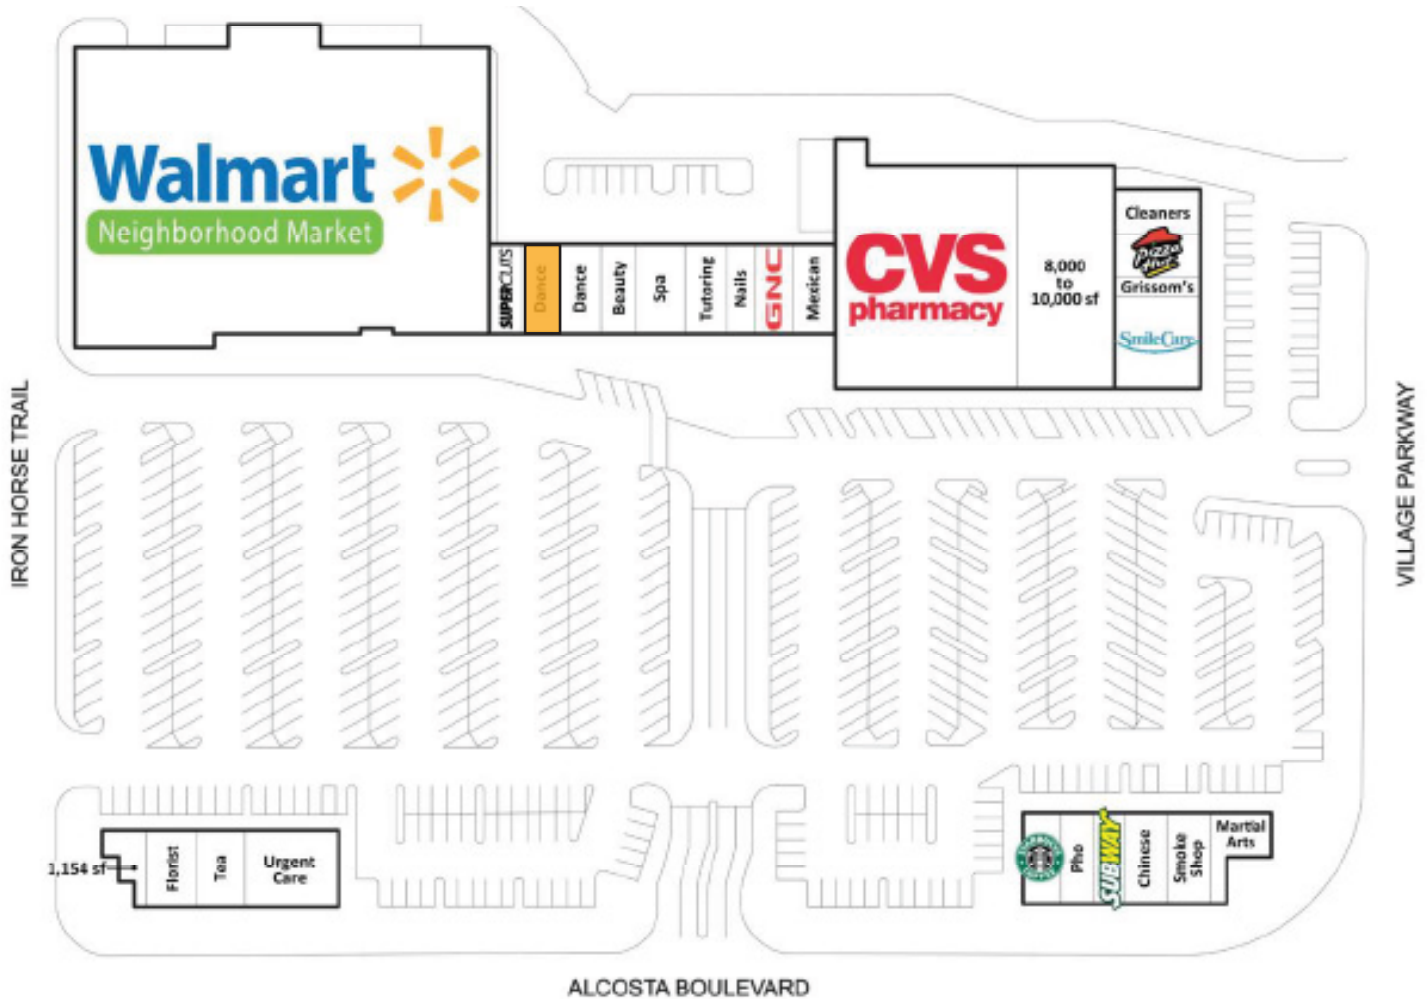 Walmart
Neighborhood Market
SUPERCUTS
Dance
Dance
Beauty
Spa
Tutoring
Nails
GNC
Mexican
CVS
pharmacy
8,000
to
10,000 sf
Cleaners
Pizza
Hut
Grissom's
SmileCare
IRON HORSE TRAIL
VILLAGE PARKWAY
1,154 sf
Florist
Tea
Urgent
Care
Pho
SUBWAY
Chinese
Smoke
Shop
Martial
Arts
ALCOSTA BOULEVARD